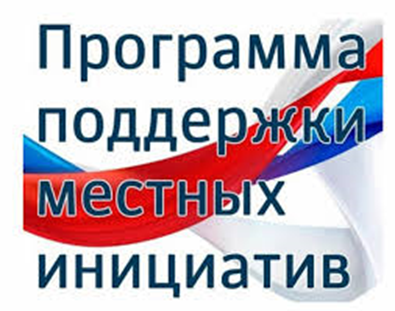 Программа
поддержки
местных
инициатив